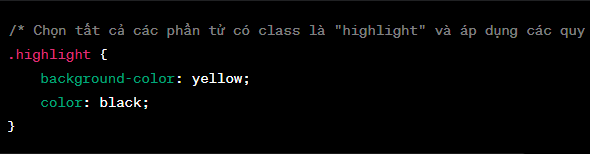 /* Chọn tất cả các phần tử có class là "highlight" và áp dụng các quy
.highlight {
    background-color: yellow;
    color: black;
}